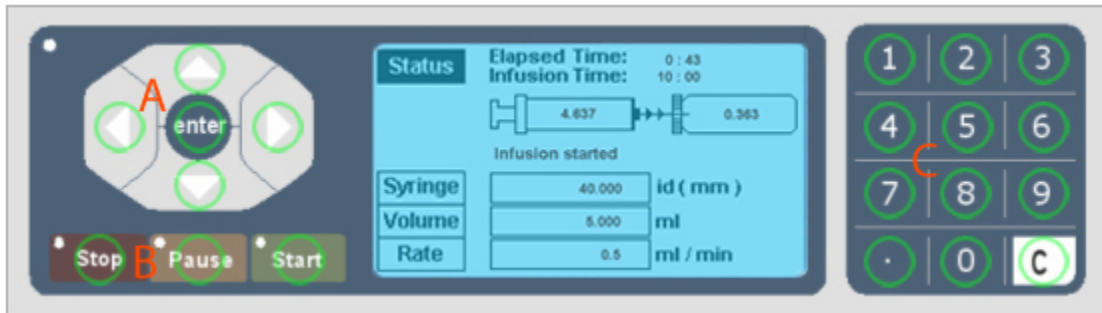 A
enter
Stop B Pause Start
Status
Elapsed Time: 0 : 43
Infusion Time: 10 : 00
4.637 0.363
Infusion started
Syringe 40.000 id ( mm )
Volume 5.000 ml
Rate 0.5 ml / min
1 2 3
4 5 6
C
7 8 9
. 0 C